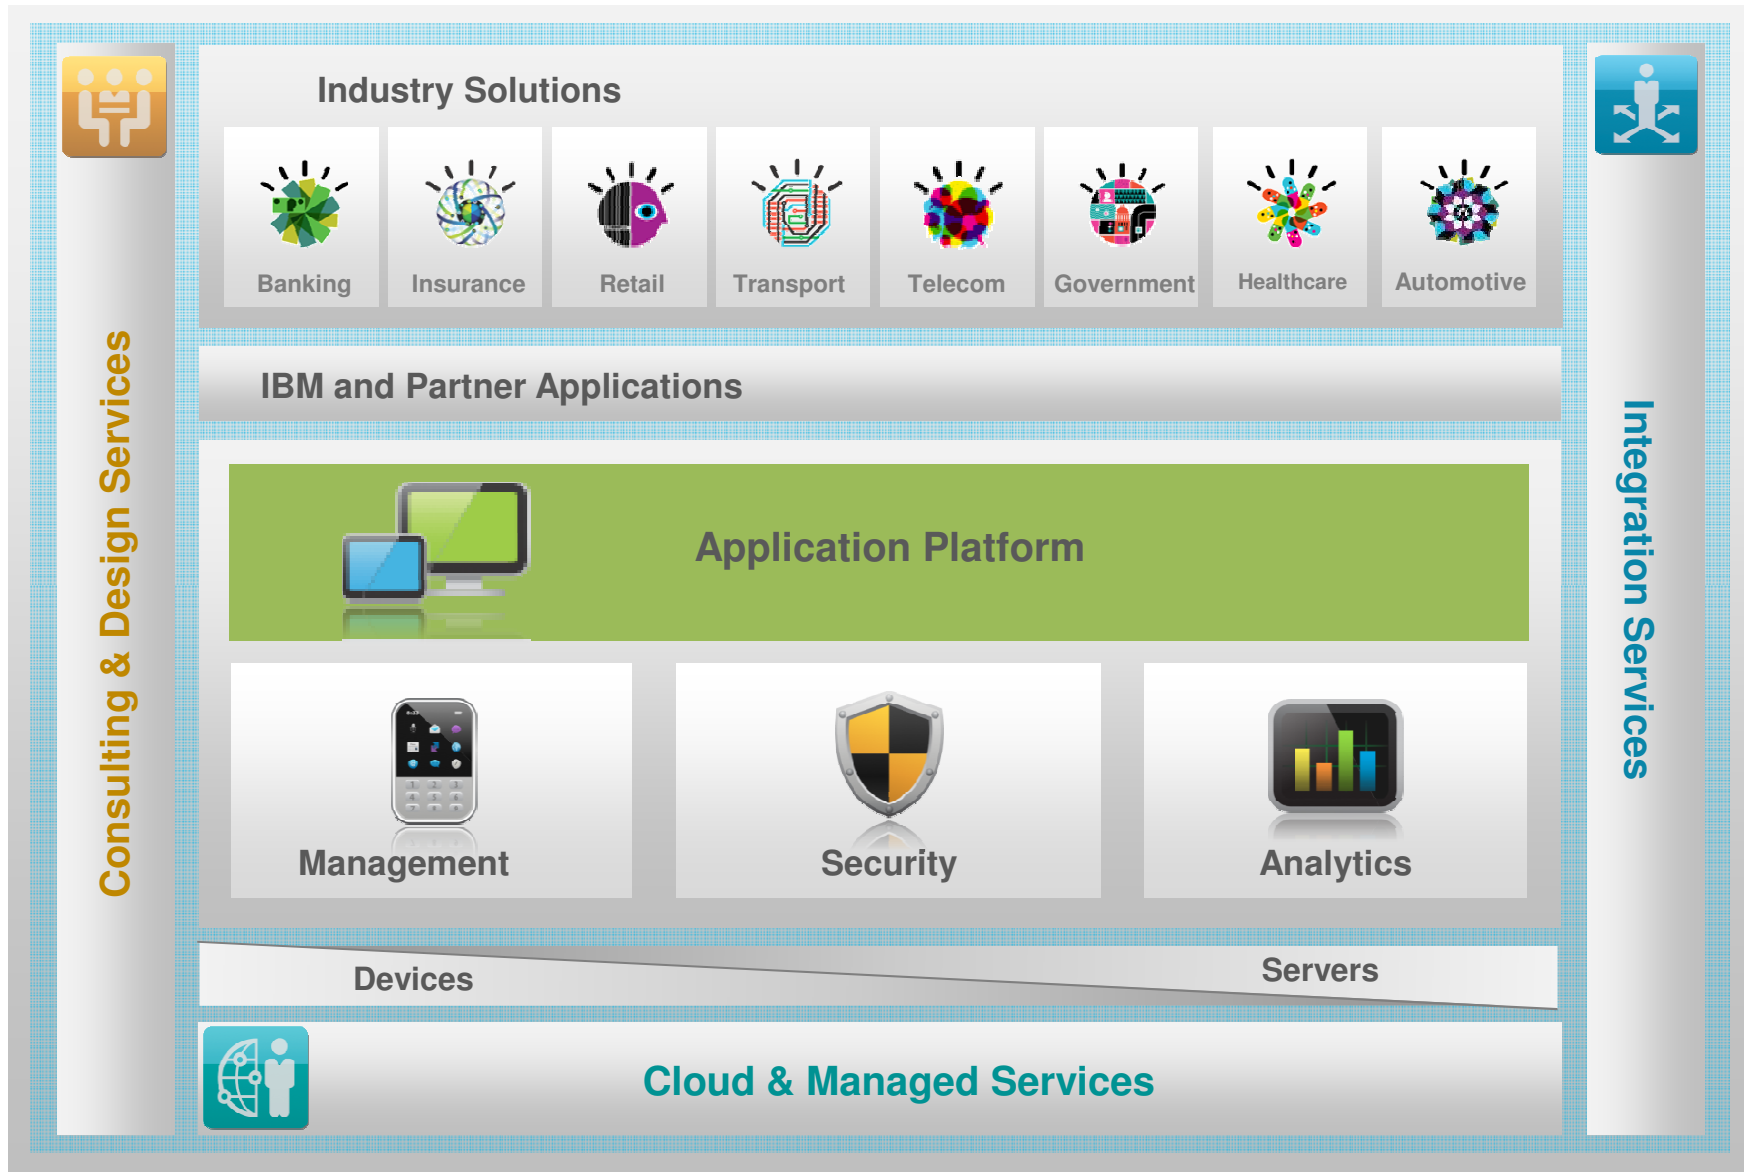 Industry Solutions
Banking
Insurance
Retail
Transport
Telecom
Government
Healthcare
Automotive
IBM and Partner Applications
Consulting & Design Services
Integration Services
Application Platform
Management
Security
Analytics
Devices
Servers
Cloud & Managed Services